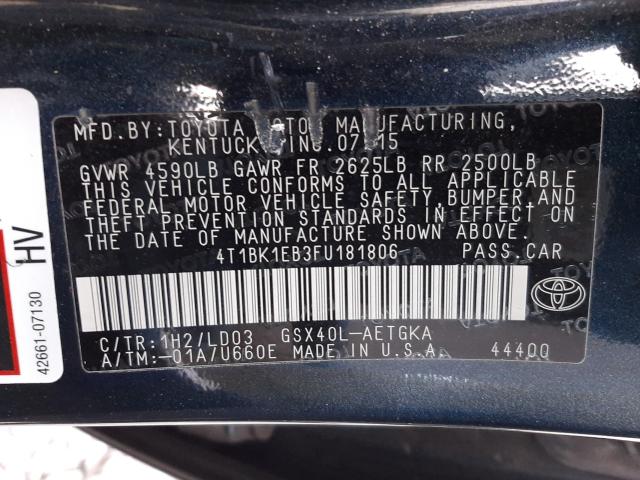 MFD. BY: TOYOTA MOTOR MANUFACTURING,
KENTUCKY, INC. 07/15
GVWR 4590LB GAWR FR 2625LB RR 2500LB
THIS VEHICLE CONFORMS TO ALL APPLICABLE
FEDERAL MOTOR VEHICLE SAFETY, BUMPER, AND
THEFT PREVENTION STANDARDS IN EFFECT ON
THE DATE OF MANUFACTURE SHOWN ABOVE.
4T1BK1EB3FU181806 PASS. CAR
C/TR: 1H2/LD03 GSX40L-AETGKA
A/TM: -01A/U660E MADE IN U.S.A. 44400
HV
42661-07130